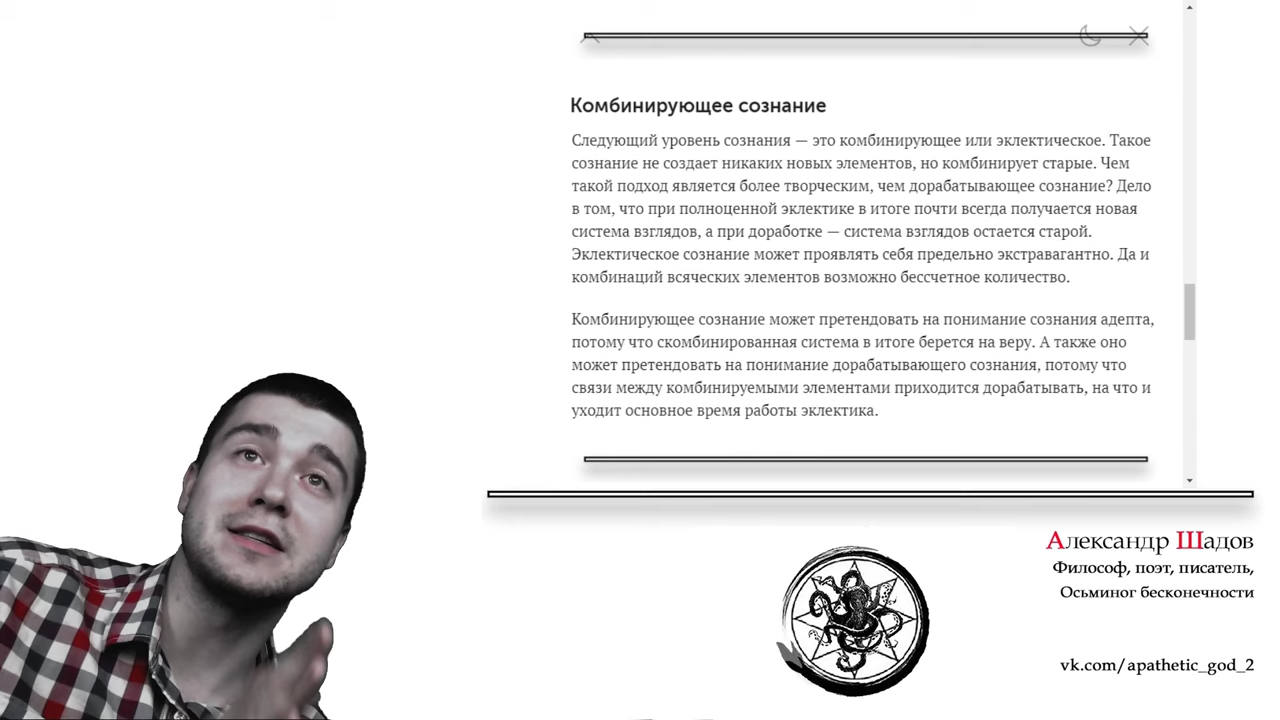 Комбинирующее сознание
Следующий уровень сознания — это комбинирующее или эклектическое. Такое
сознание не создает никаких новых элементов, но комбинирует старые. Чем
такой подход является более творческим, чем дорабатывающее сознание? Дело
в том, что при полноценной эклектике в итоге почти всегда получается новая
система взглядов, а при доработке — система взглядов остается старой.
Эклектическое сознание может проявлять себя предельно экстравагантно. Да и
комбинаций всяческих элементов возможно бессчетное количество.
Комбинирующее сознание может претендовать на понимание сознания адепта,
потому что скомбинированная система в итоге берется на веру. А также оно
может претендовать на понимание дорабатывающего сознания, потому что
связи между комбинируемыми элементами приходится дорабатывать, на что и
уходит основное время работы эклектика.
Александр Шадов
Философ, поэт, писатель,
Осьминог бесконечности
vk.com/apathetic_god_2